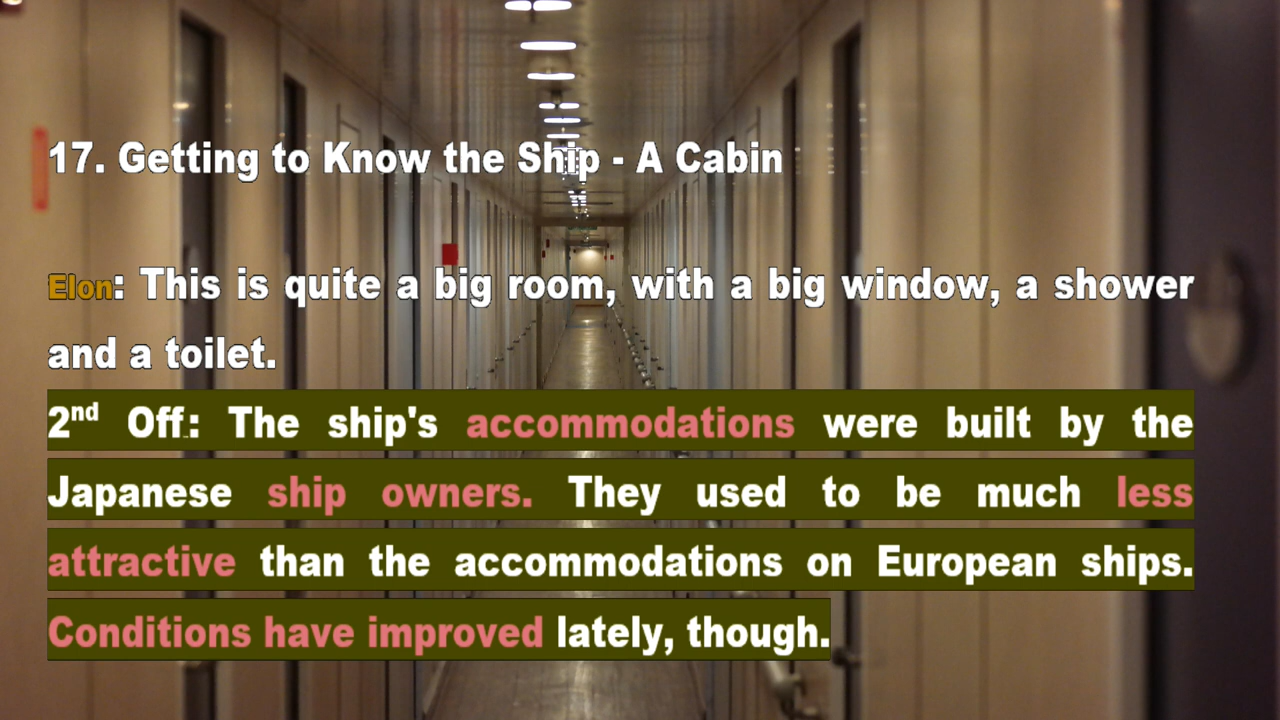 17. Getting to Know the Ship - A Cabin
Elon: This is quite a big room, with a big window, a shower
and a toilet.
2nd Off.: The ship's accommodations were built by the
Japanese ship owners. They used to be much less
attractive than the accommodations on European ships.
Conditions have improved lately, though.